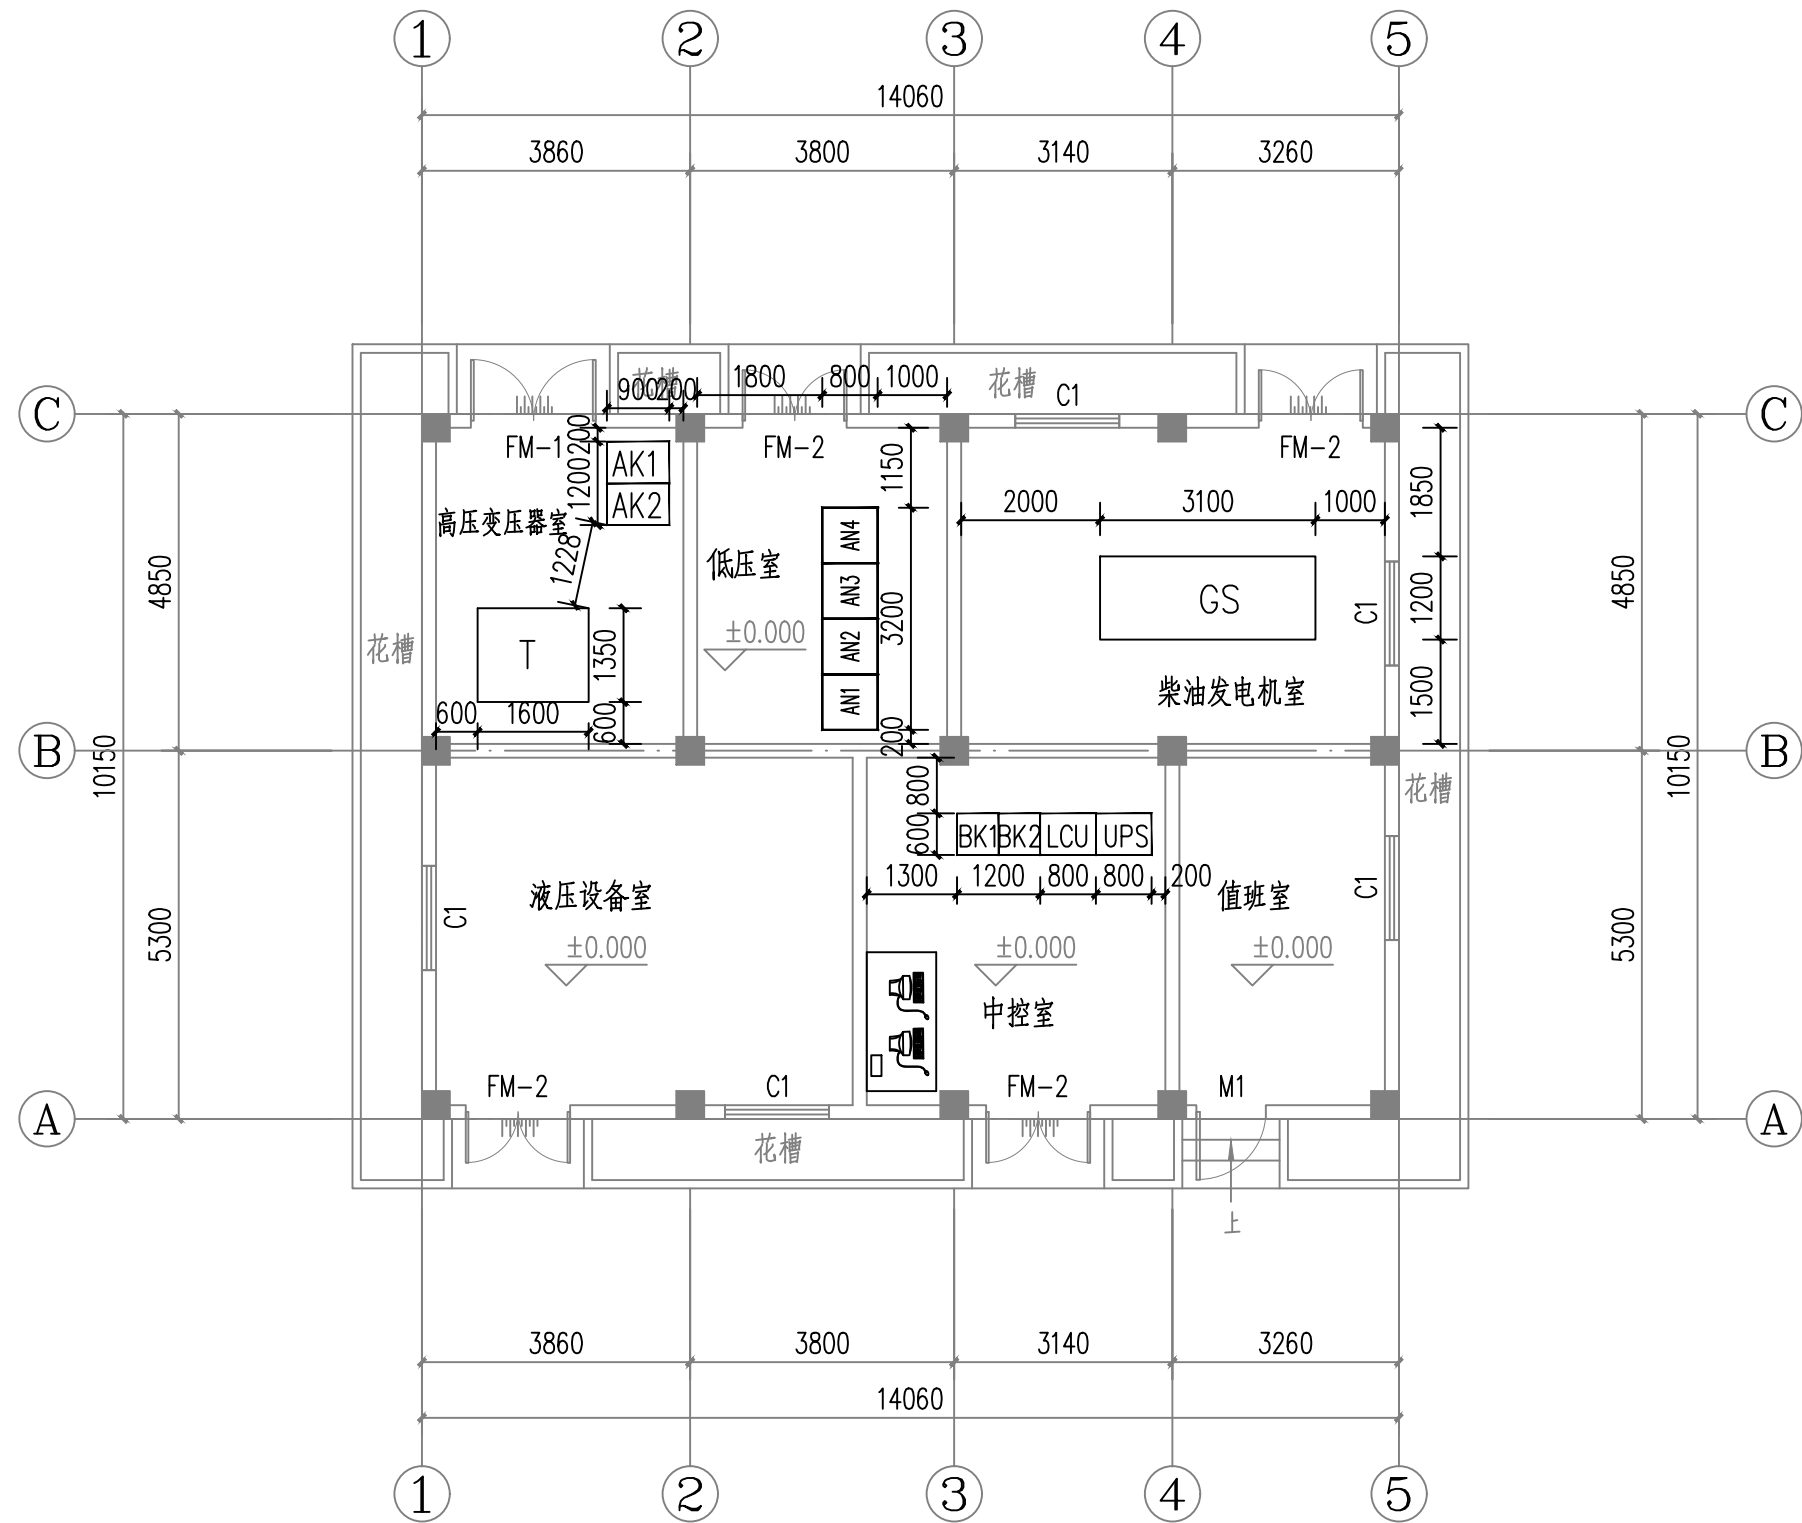 1 2 3 4 5
14060
3860 3800 3140 3260
花槽 花槽
900 200 1800 800 1000
C1
C C
FM-1 FM-2 FM-2
200
1200
AK1
AK2
1150
1850
高压变压器室
1228
2000 3100 1000
AN4
AN3
AN2
AN1
低压室
3200
GS
C1
1200
4850 4850
±0.000
花槽
T
1350
柴油发电机室
1500
600 1600
600
200
B B
10150 10150
花槽
800
600
BK1 BK2 LCU UPS
1300 1200 800 800 200
液压设备室
值班室
C1 C1
5300 5300
±0.000 ±0.000 ±0.000
中控室
FM-2 C1 FM-2 M1
A A
花槽
上
3860 3800 3140 3260
14060
1 2 3 4 5